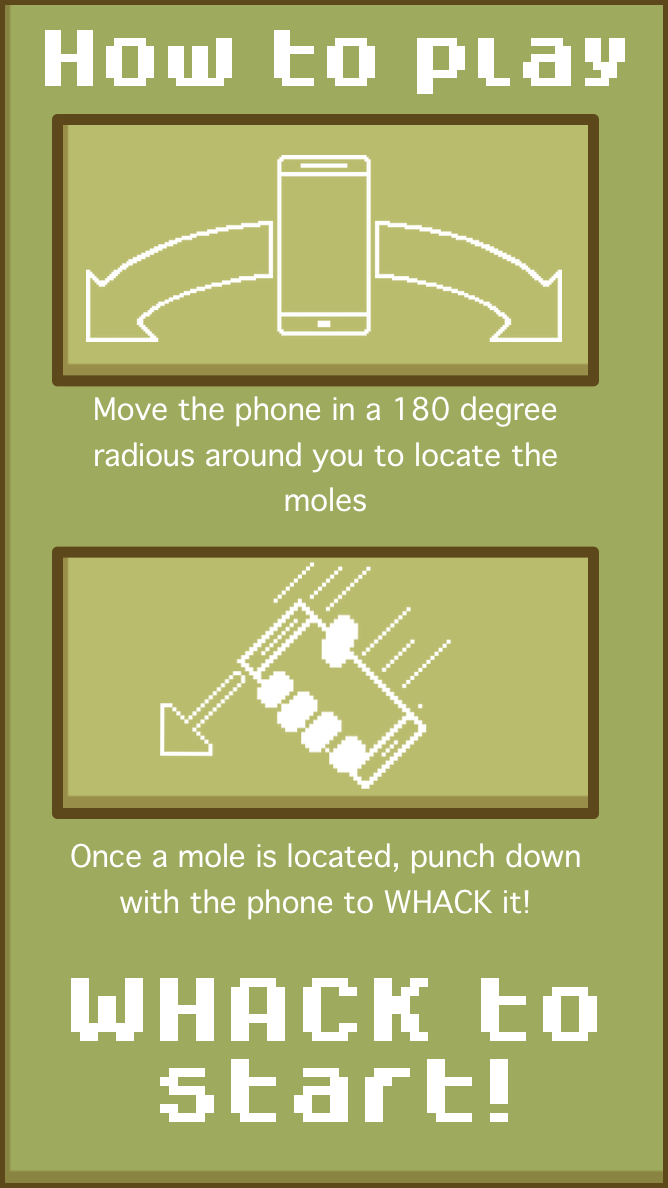 How to play
Move the phone in a 180 degree
radious around you to locate the
moles
Once a mole is located, punch down
with the phone to WHACK it!
WHACK to
start!